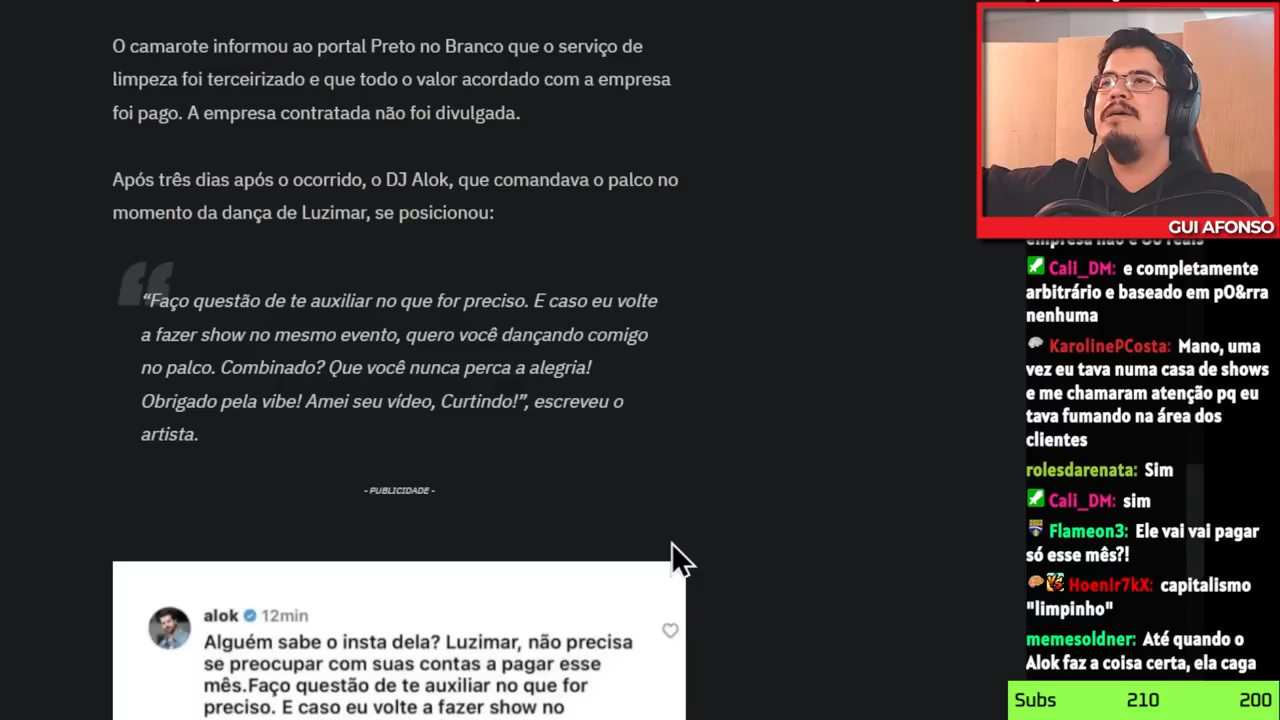 O camarote informou ao portal Preto no Branco que o serviço de
limpeza foi terceirizado e que todo o valor acordado com a empresa
foi pago. A empresa contratada não foi divulgada.
Após três dias após o ocorrido, o DJ Alok, que comandava o palco no
momento da dança de Luzimar, se posicionou:
“Faço questão de te auxiliar no que for preciso. E caso eu volte
a fazer show no mesmo evento, quero você dançando comigo
no palco. Combinado? Que você nunca perca a alegria!
Obrigado pela vibe! Amei seu vídeo, Curtindo!”, escreveu o
artista.
- PUBLICIDADE -
alok 12min
Alguém sabe o insta dela? Luzimar, não precisa
se preocupar com suas contas a pagar esse
mês.Faço questão de te auxiliar no que for
preciso. E caso eu volte a fazer show no
GUI AFONSO
Cali_DM: e completamente
arbitrário e baseado em pO&rra
nenhuma
KarolinePCosta: Mano, uma
vez eu tava numa casa de shows
e me chamaram atenção pq eu
tava fumando na área dos
clientes
rolesdarenata: Sim
Cali_DM: sim
Flameon3: Ele vai vai pagar
só esse mês?!
Hoenir7kX: capitalismo
"limpinho"
memesoldner: Até quando o
Alok faz a coisa certa, ela caga
Subs 210 200